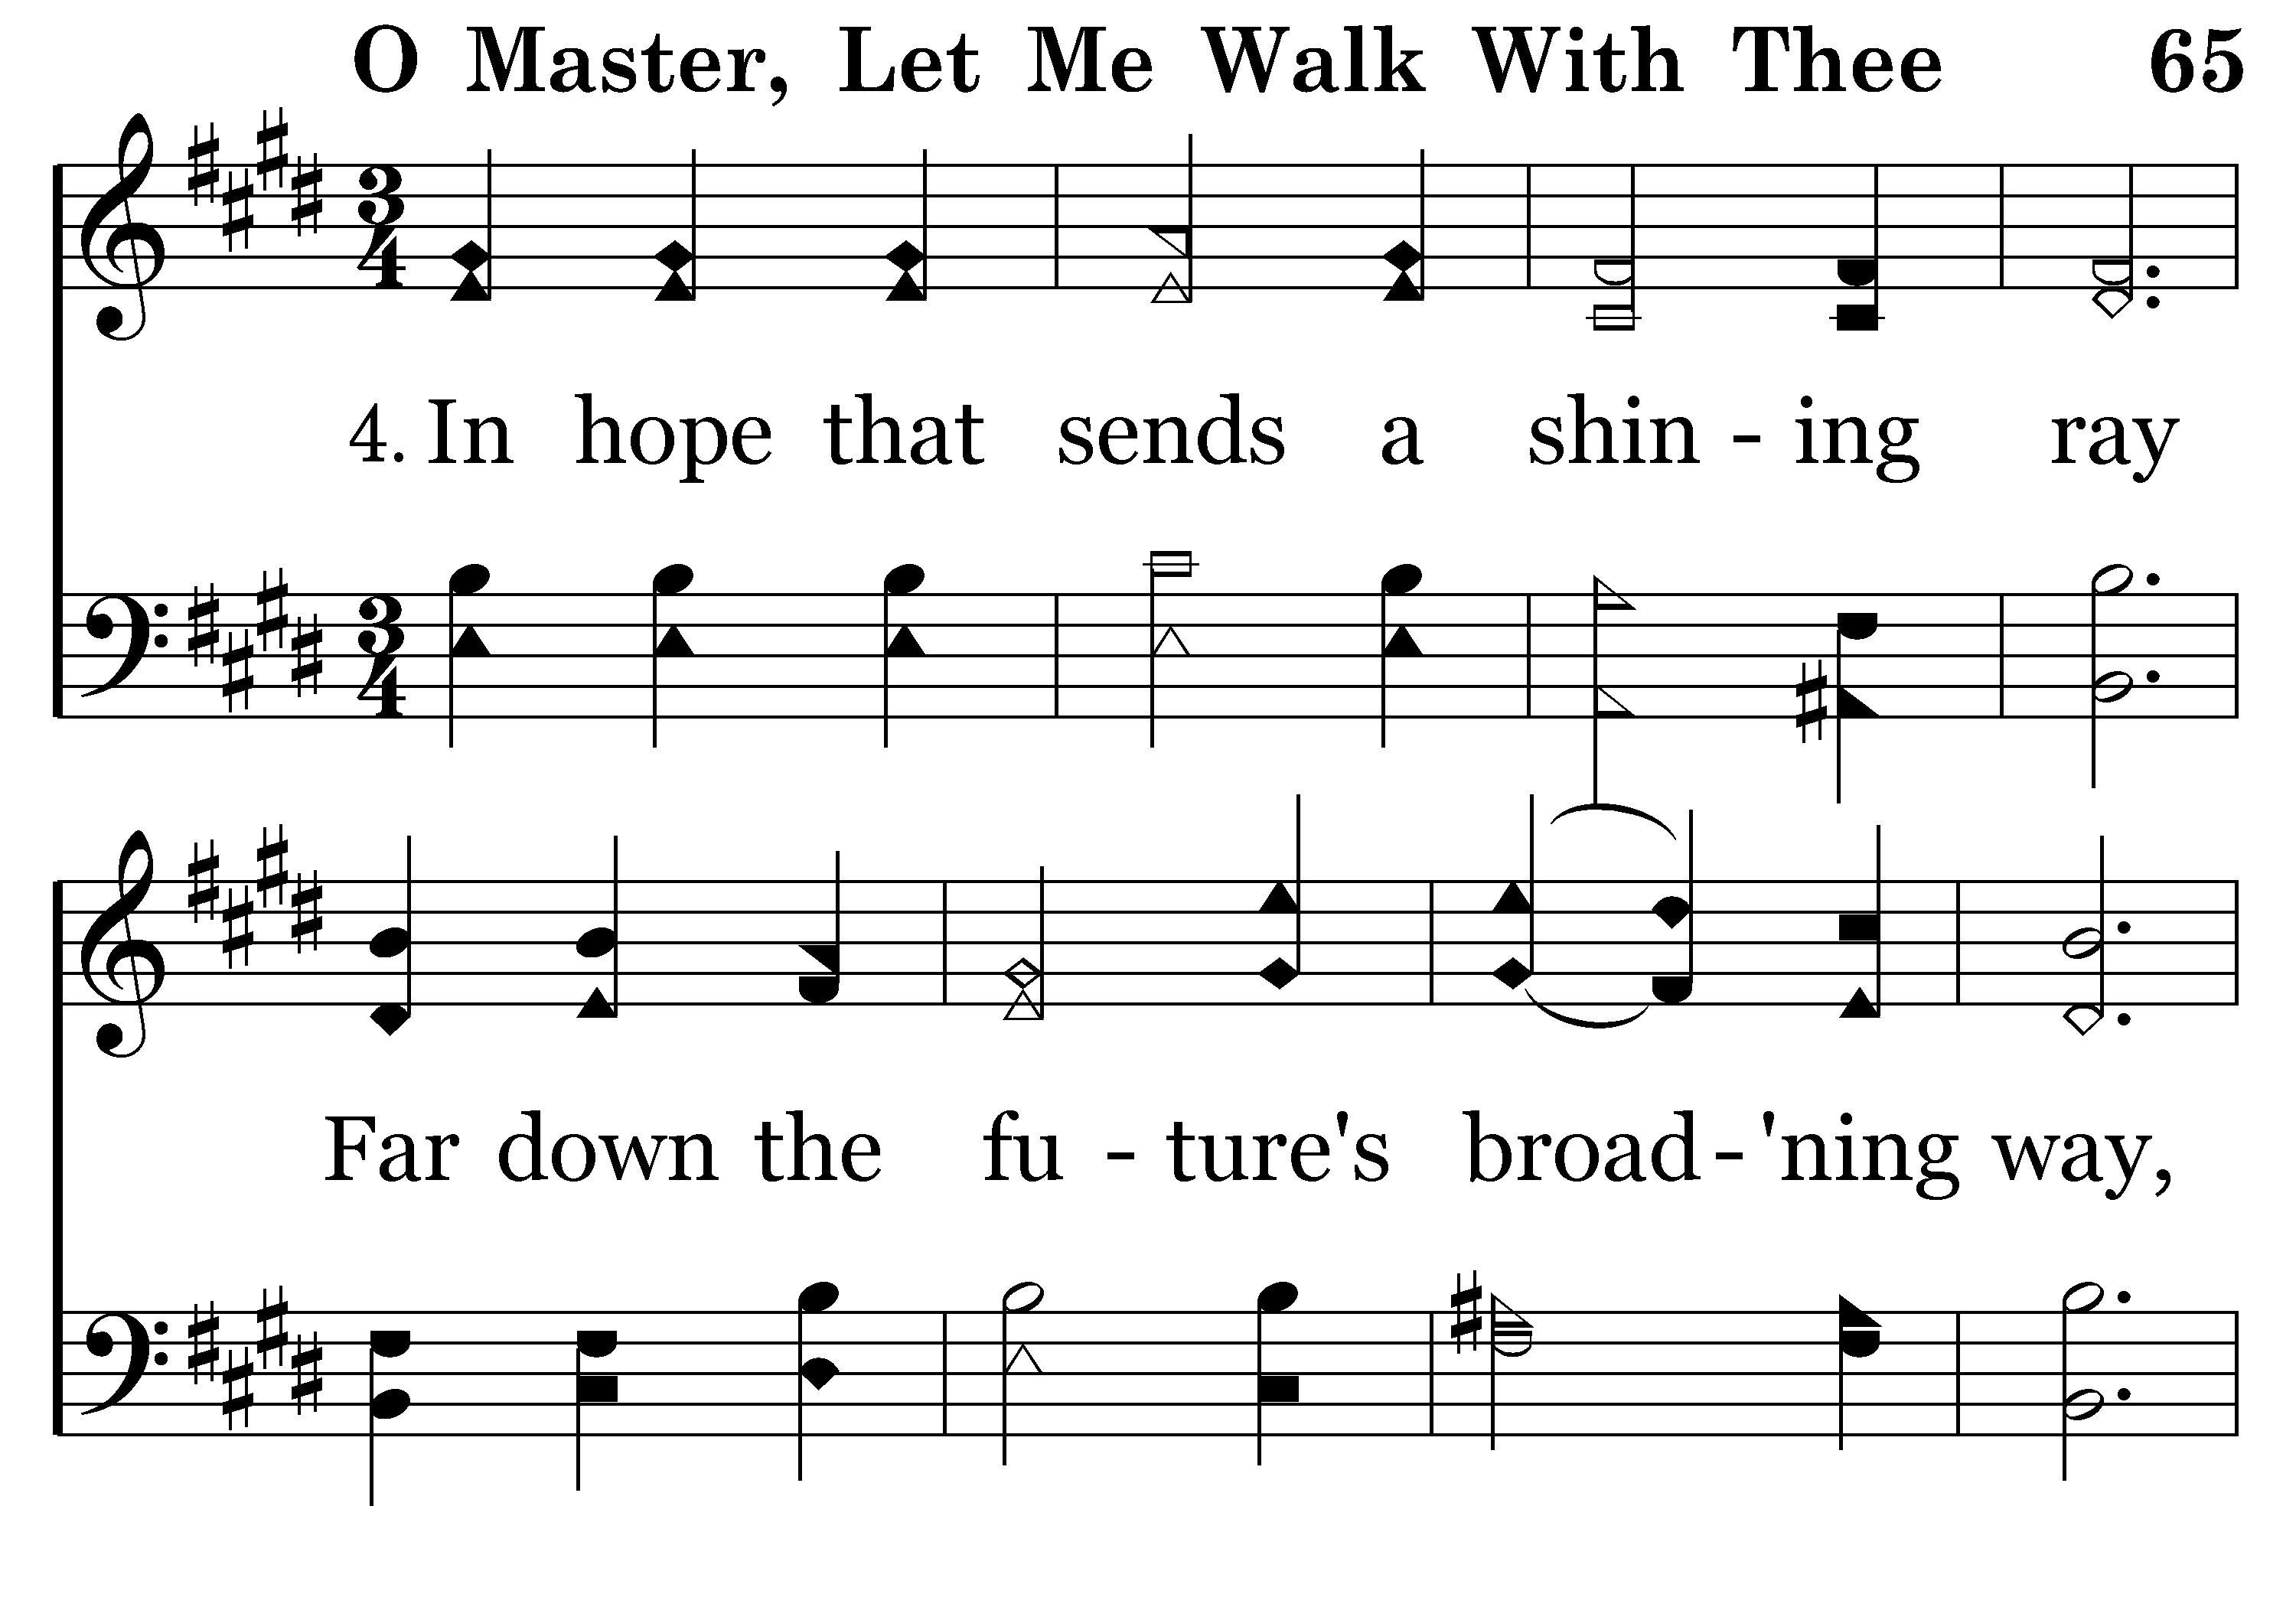 O Master, Let Me Walk With Thee 65
4. In hope that sends a shin - ing ray
Far down the fu - ture's broad - 'ning way,